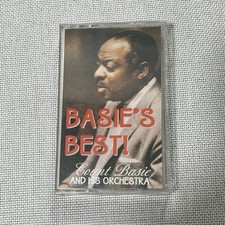 BASIE'S
BEST!
Count Basie
AND HIS ORCHESTRA